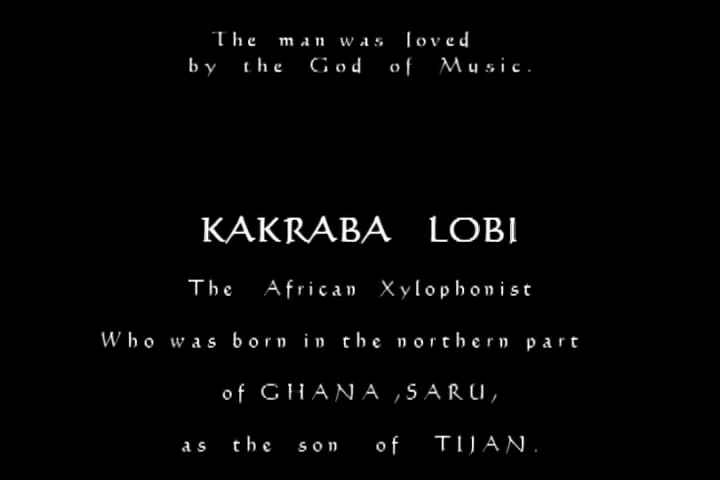 The man was loved
by the God of Music.
KAKRABA LOBI
The African Xylophonist
Who was born in the northern part
of GHANA ,SARU,
as the son of TIJAN.